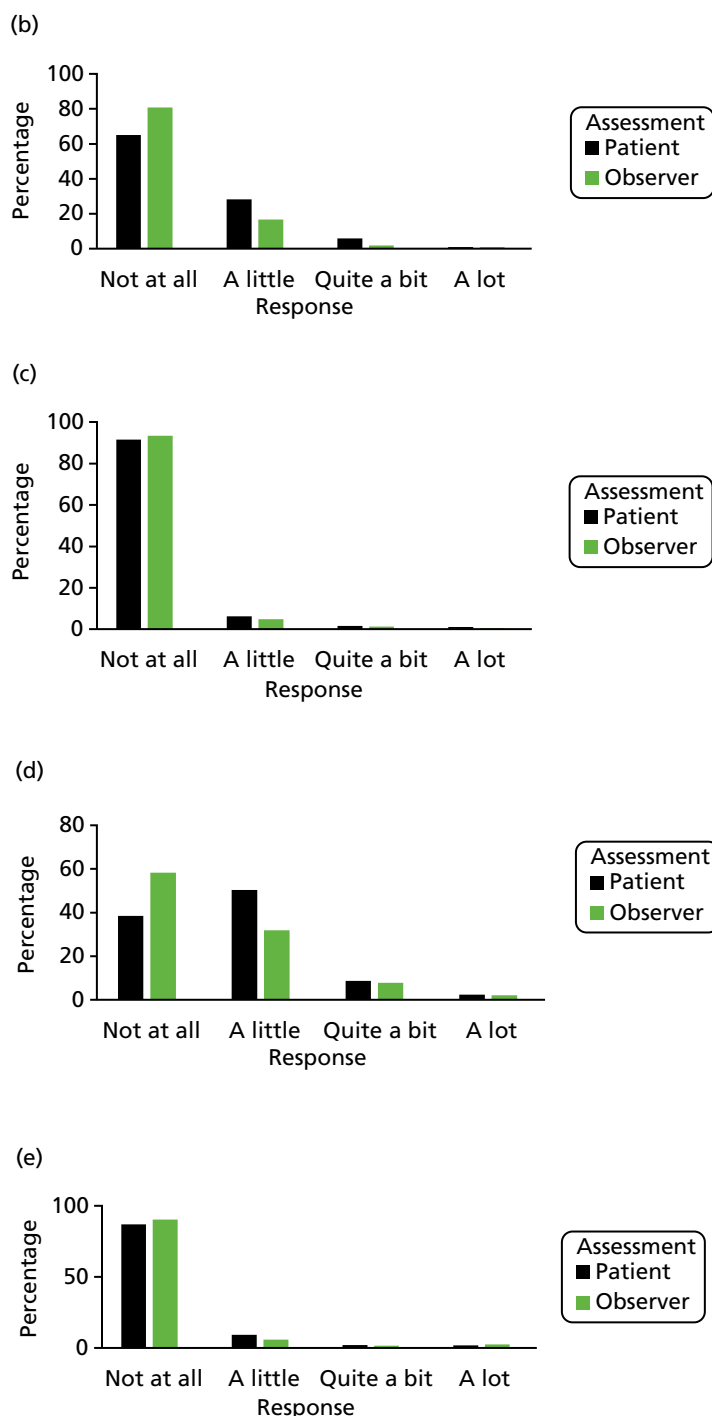 (b)
100
80
60
40
20
0
Percentage
Not at all A little Quite a bit A lot
Response
Assessment
Patient
Observer
(c)
100
80
60
40
20
0
Percentage
Not at all A little Quite a bit A lot
Response
Assessment
Patient
Observer
(d)
80
60
40
20
0
Percentage
Not at all A little Quite a bit A lot
Response
Assessment
Patient
Observer
(e)
100
50
0
Percentage
Not at all A little Quite a bit A lot
Response
Assessment
Patient
Observer